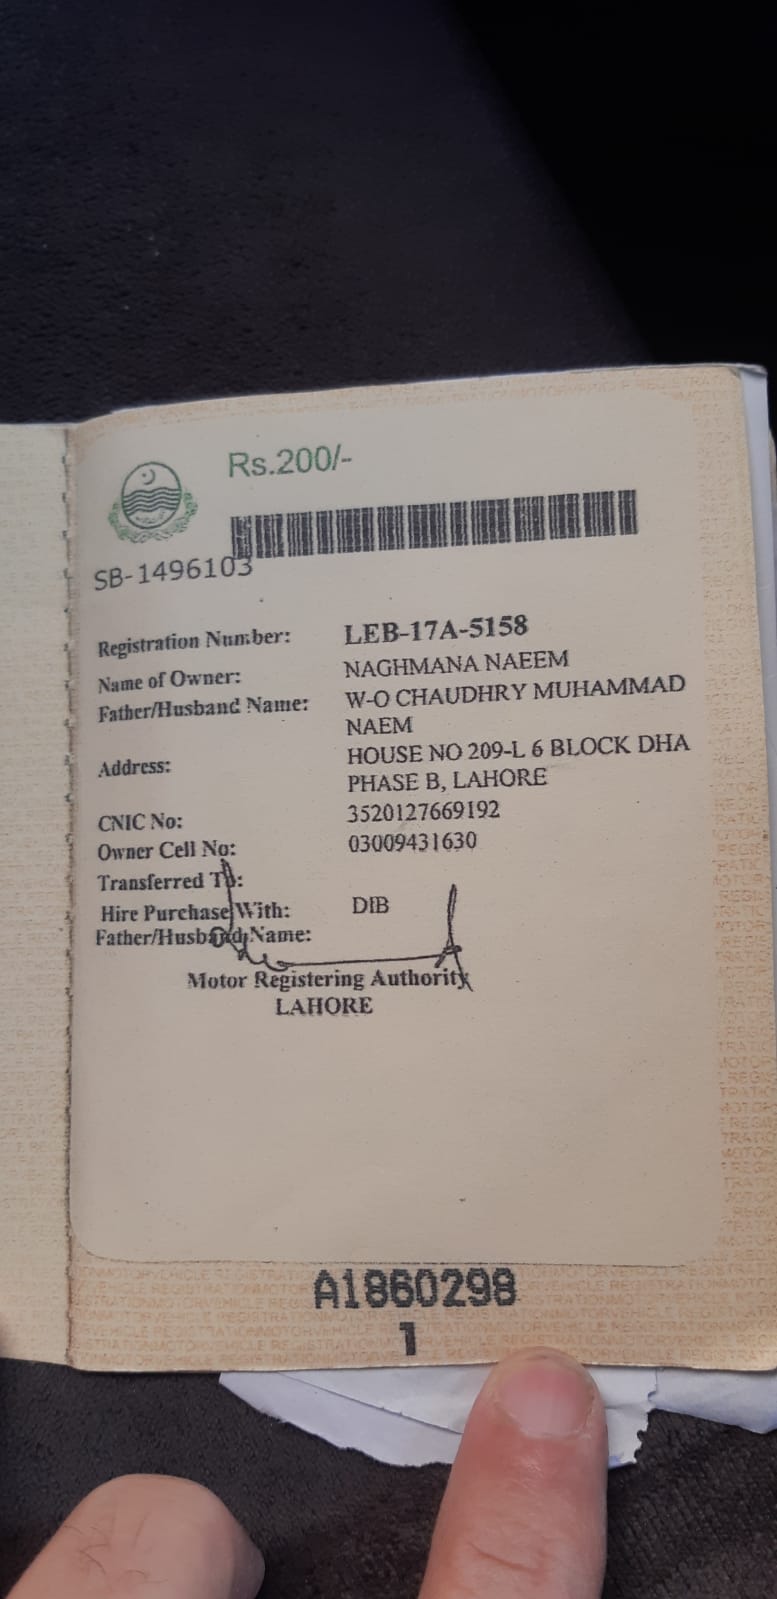 Rs.200/-
SB-1496103
Registration Number: LEB-17A-5158
Name of Owner: NAGHMANA NAEEM
Father/Husband Name: W-O CHAUDHRY MUHAMMAD
NAEM
Address: HOUSE NO 209-L 6 BLOCK DHA
PHASE B, LAHORE
CNIC No: 3520127669192
Owner Cell No: 03009431630
Transferred To:
Hire Purchase With: DIB
Father/Husband Name:
Motor Registering Authority
LAHORE
A1860298
1